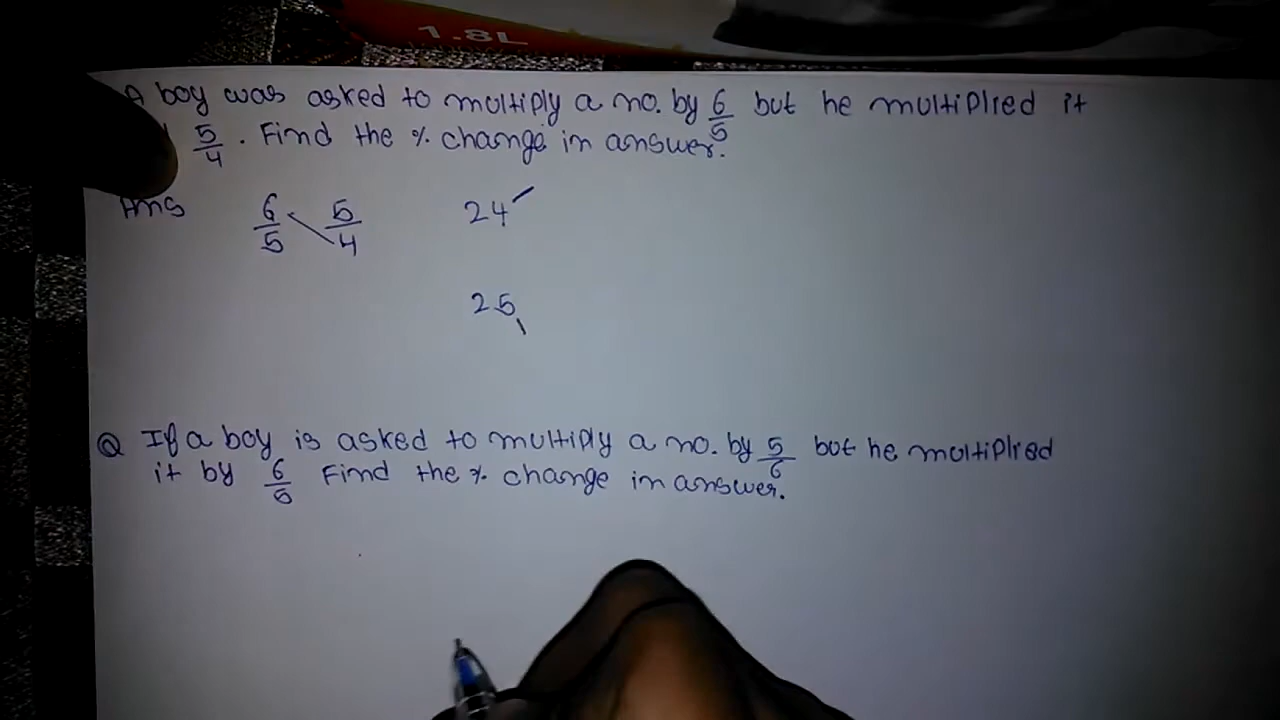 1.8L
A boy was asked to multiply a no. by 6/5 but he multiplied it
5/4 . Find the % change in answer.
Ans 6/5 5/4 24
25
Q If a boy is asked to multiply a no. by 5/6 but he multiplied
it by 6/5 Find the % change in answer.